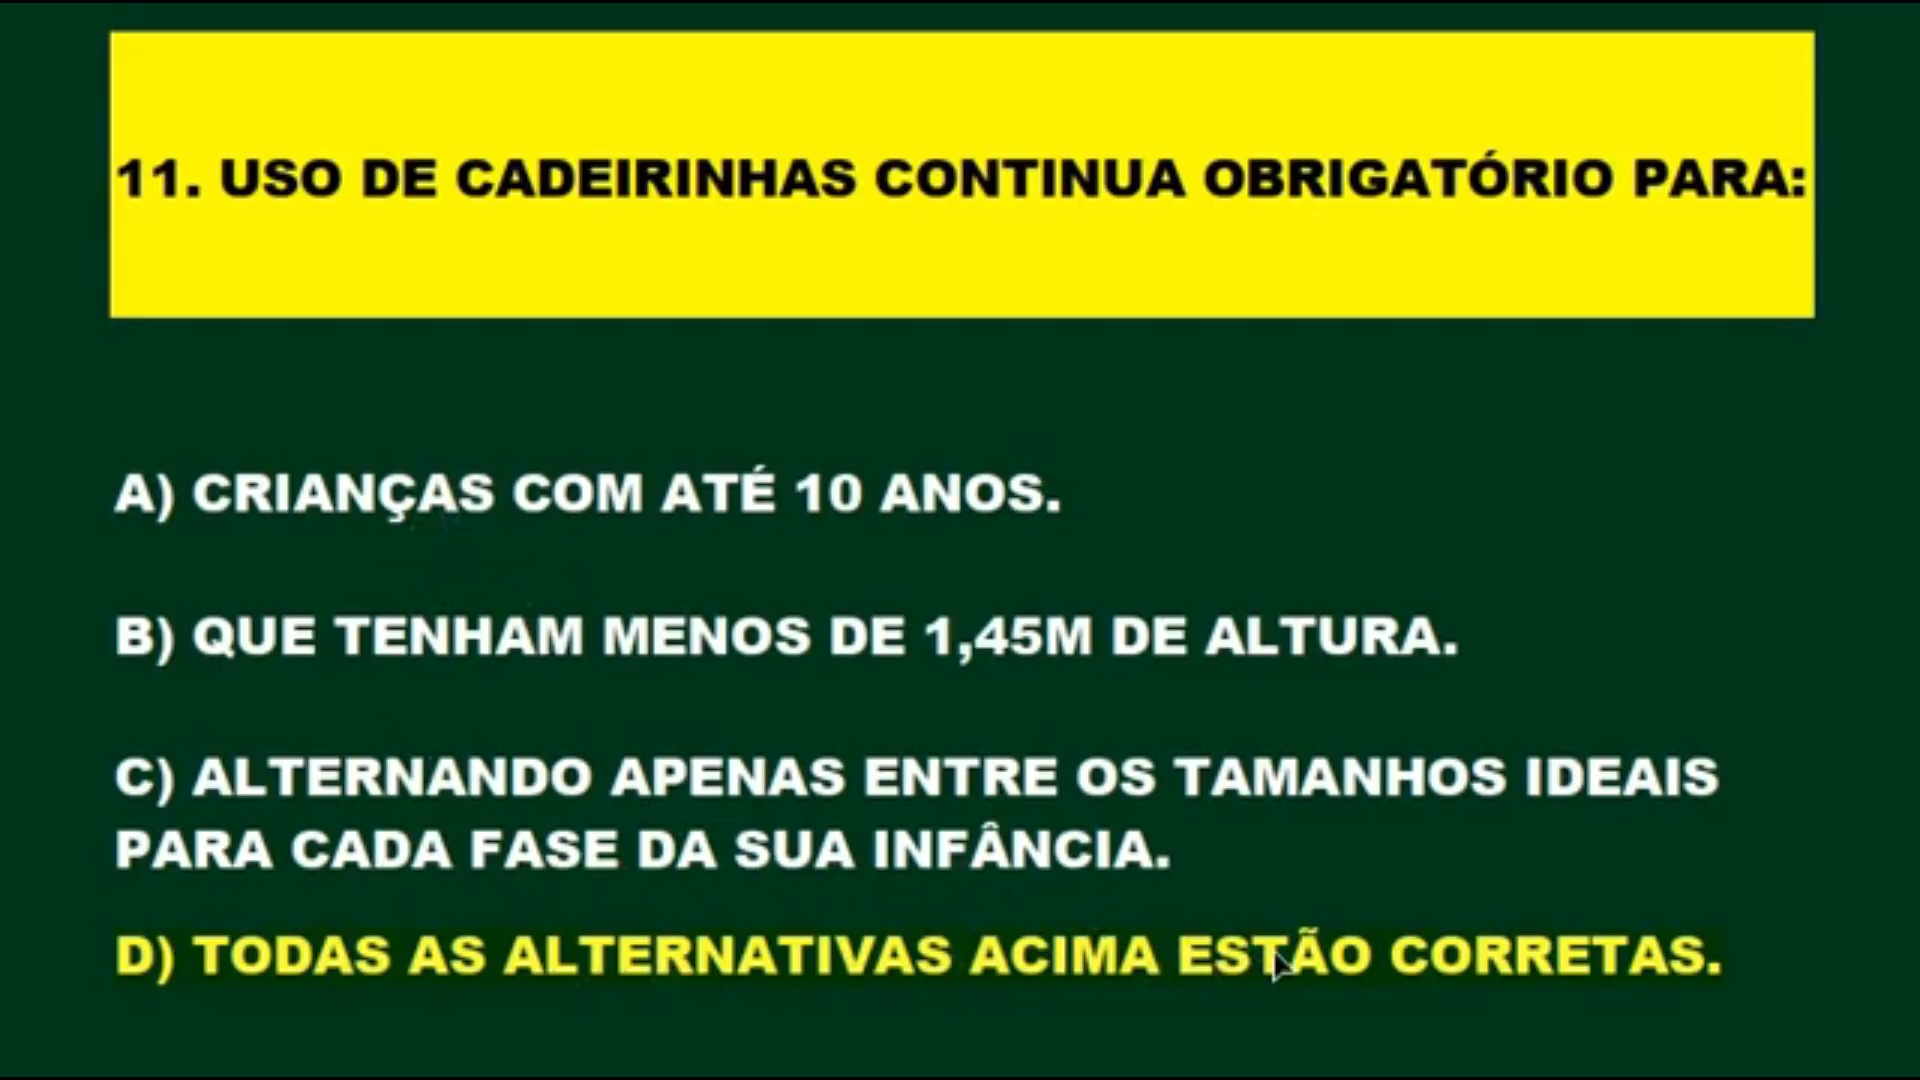 11. USO DE CADEIRINHAS CONTINUA OBRIGATÓRIO PARA:
A) CRIANÇAS COM ATÉ 10 ANOS.
B) QUE TENHAM MENOS DE 1,45M DE ALTURA.
C) ALTERNANDO APENAS ENTRE OS TAMANHOS IDEAIS
PARA CADA FASE DA SUA INFÂNCIA.
D) TODAS AS ALTERNATIVAS ACIMA ESTÃO CORRETAS.